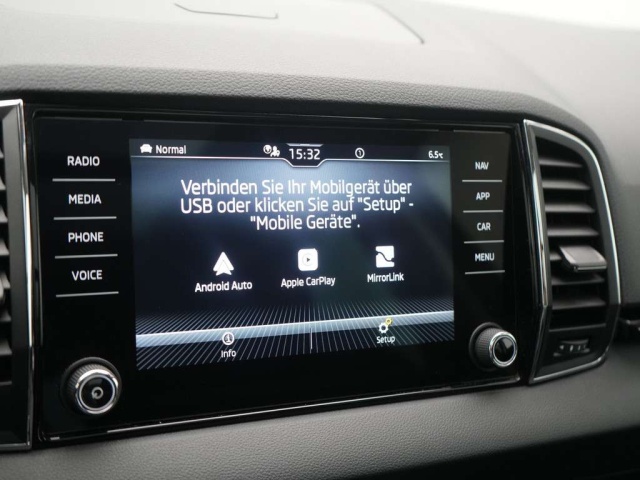 Normal
15:32
6.5°C
RADIO
MEDIA
PHONE
VOICE
Verbinden Sie Ihr Mobilgerät über
USB oder klicken Sie auf "Setup" -
"Mobile Geräte".
Android Auto
Apple CarPlay
MirrorLink
Info
Setup
NAV
APP
CAR
MENU